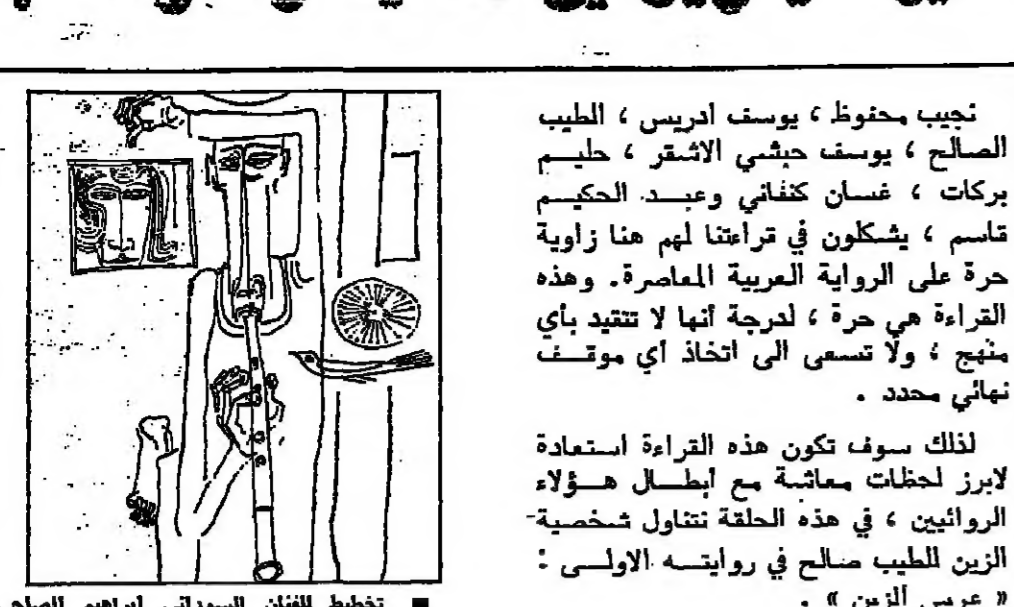 نجيب محفوظ ، يوسف ادريس ، الطيب
الصالح ، يوسف حبشي الاشقر ، حليم
بركات ، غسان كنفاني وعبد الحكيم
قاسم ، يشكلون في قراءتنا لهم هنا زاوية
حرة على الرواية العربية المعاصرة. وهذه
القراءة هي حرة ، لدرجة أنها لا تتقيد بأي
منهج ، ولا تسعى الى اتخاذ أي موقف
نهائي محدد .
لذلك سوف تكون هذه القراءة استعادة
لابرز لحظات معاشة مع أبطال هؤلاء
الروائيين ، في هذه الحلقة نتناول شخصية
الزين للطيب صالح في روايته الاولى :
« عرس الزين » .
■ تخطيط للفنان السوداني ابراهيم الصلحي